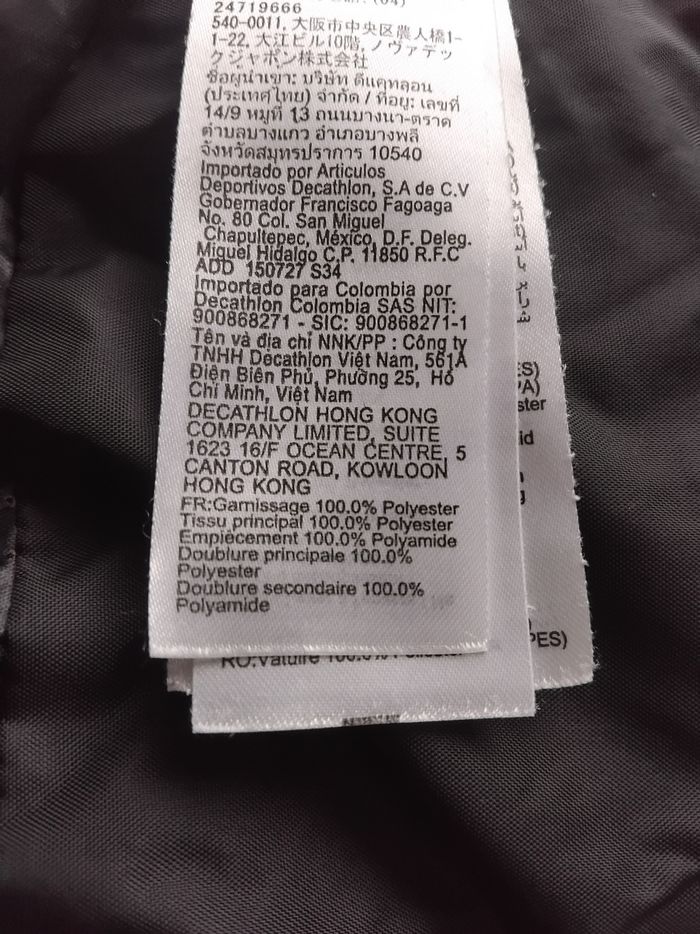 24719666
540-0011, 大阪市中央区農人橋1-
1-22, 大江ビル10階, ノヴァデッ
クジャポン株式会社
ชื่อผู้นำเขา: บริษัท ดีแคทลอน
(ประเทศไทย) จำกัด / ที่อยู: เลขที่
14/9 หมูที่ 13 ถนนบางนา-ตราด
ตำบลบางแกว อำเภอบางพลี
จังหวัดสมุทรปราการ 10540
Importado por Articulos
Deportivos Decathlon, S.A de C.V
Gobernador Francisco Fagoaga
No. 80 Col. San Miguel
Chapultepec, México, D.F. Deleg.
Miguel Hidalgo C.P. 11850 R.F.C
ADD 150727 S34
Importado para Colombia por
Decathlon Colombia SAS NIT:
900868271 - SIC: 900868271-1
Tên và địa chỉ NNK/PP : Công ty
TNHH Decathlon Việt Nam, 561A
Điện Biên Phủ, Phường 25, Hồ
Chí Minh, Việt Nam
DECATHLON HONG KONG
COMPANY LIMITED, SUITE
1623 16/F OCEAN CENTRE, 5
CANTON ROAD, KOWLOON
HONG KONG
FR:Garnissage 100.0% Polyester
Tissu principal 100.0% Polyester
Empiècement 100.0% Polyamide
Doublure principale 100.0%
Polyester
Doublure secondaire 100.0%
Polyamide